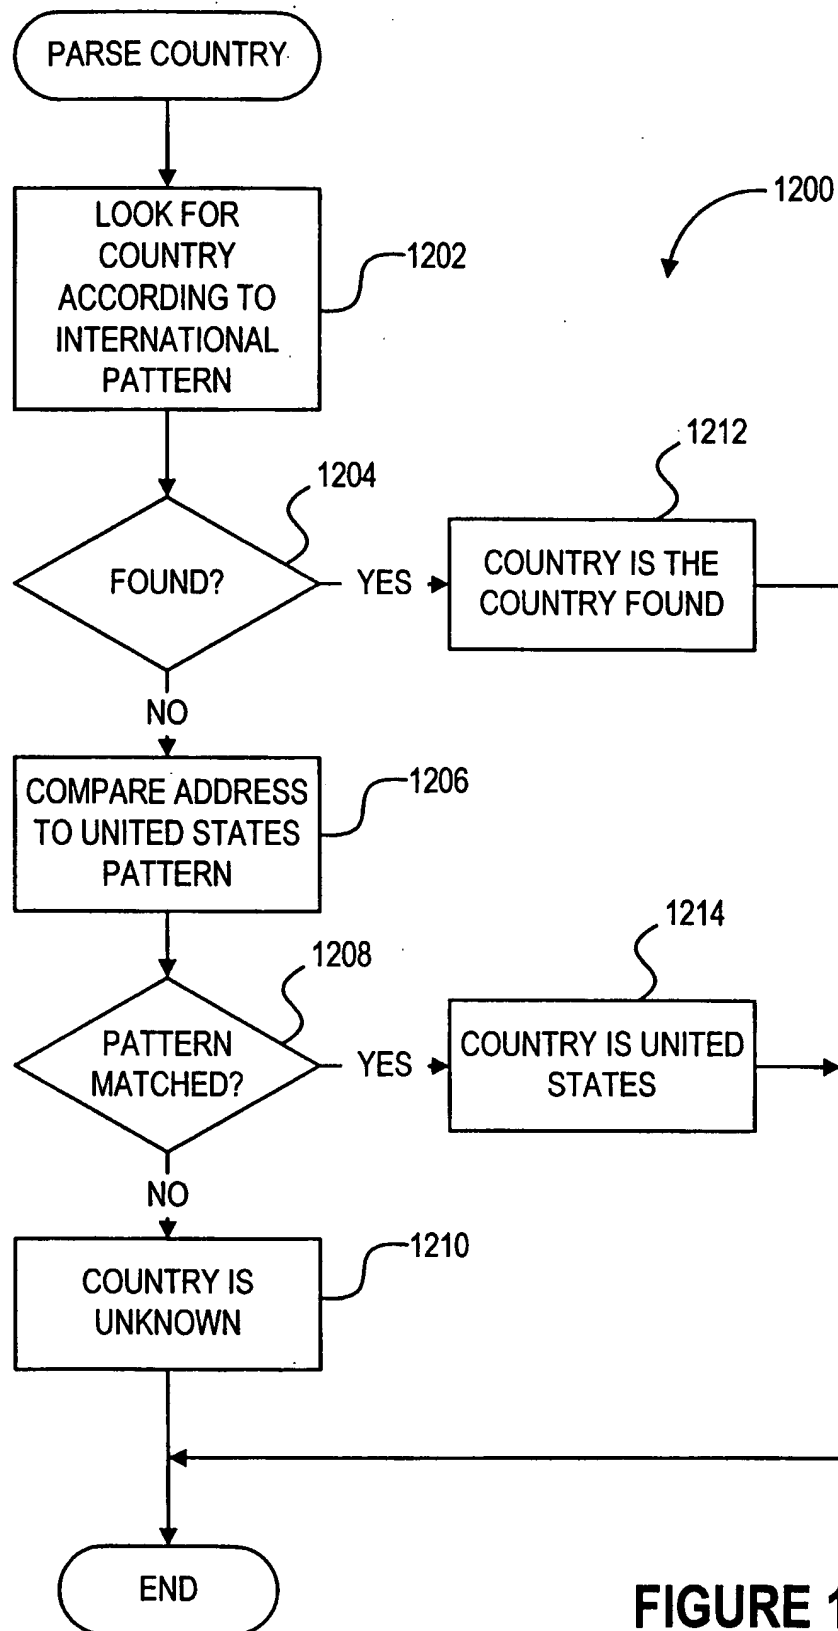 PARSE COUNTRY
1200
LOOK FOR
COUNTRY
ACCORDING TO
INTERNATIONAL
PATTERN
1202
1212
1204
FOUND?
YES
COUNTRY IS THE
COUNTRY FOUND
NO
COMPARE ADDRESS
TO UNITED STATES
PATTERN
1206
1214
1208
PATTERN
MATCHED?
YES
COUNTRY IS UNITED
STATES
NO
COUNTRY IS
UNKNOWN
1210
END
FIGURE 1